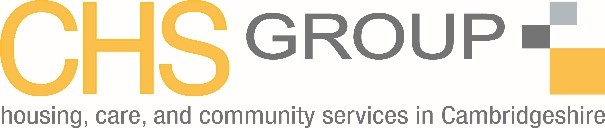 CHS GROUP
housing, care, and community services in Cambridgeshire